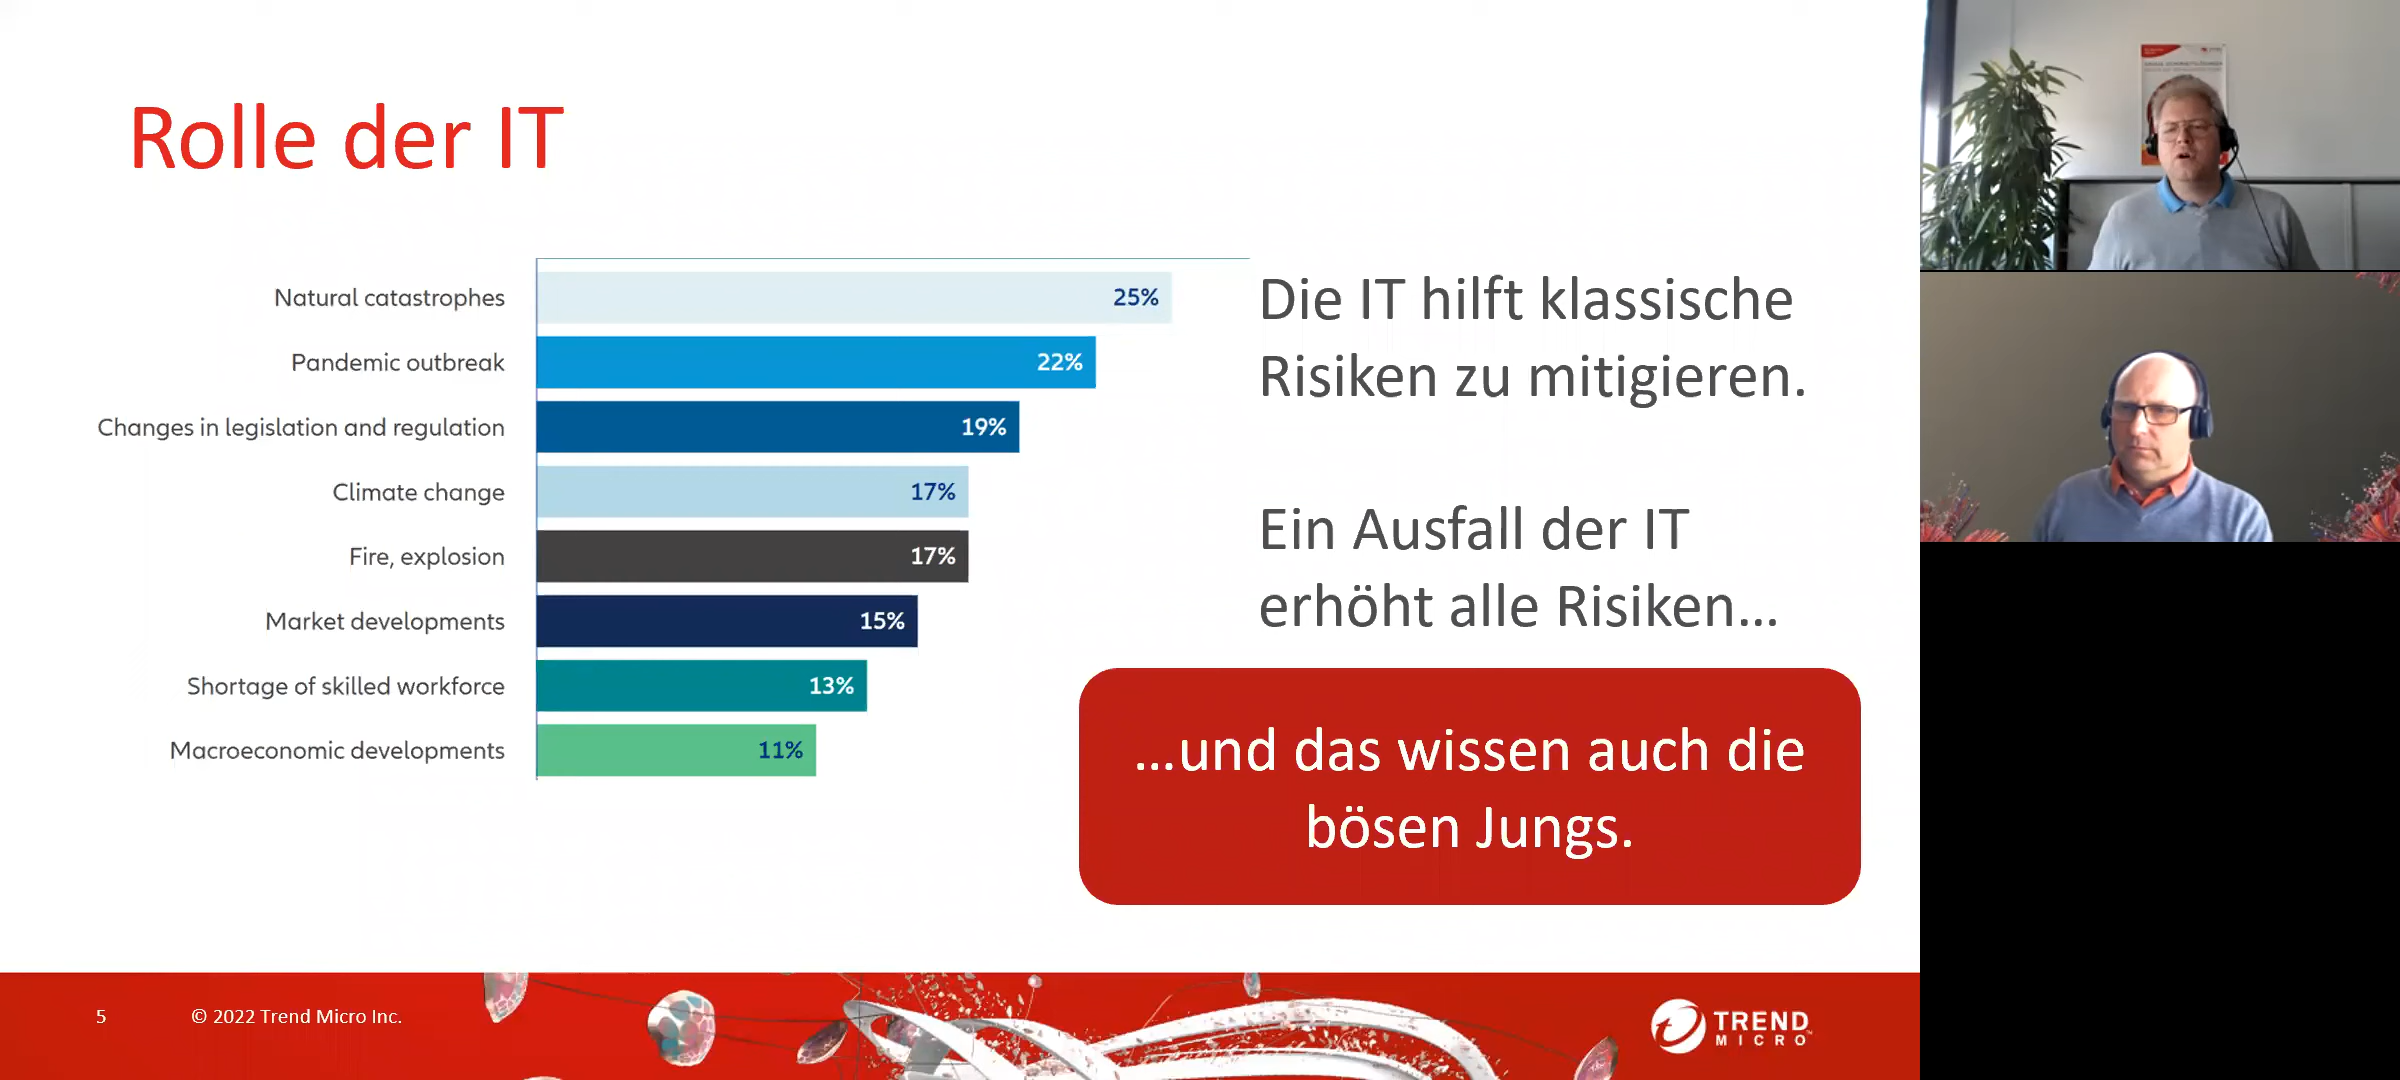 Rolle der IT
Natural catastrophes 25%
Pandemic outbreak 22%
Changes in legislation and regulation 19%
Climate change 17%
Fire, explosion 17%
Market developments 15%
Shortage of skilled workforce 13%
Macroeconomic developments 11%
Die IT hilft klassische
Risiken zu mitigieren.
Ein Ausfall der IT
erhöht alle Risiken...
...und das wissen auch die
bösen Jungs.
5 © 2022 Trend Micro Inc.
TREND
MICRO™